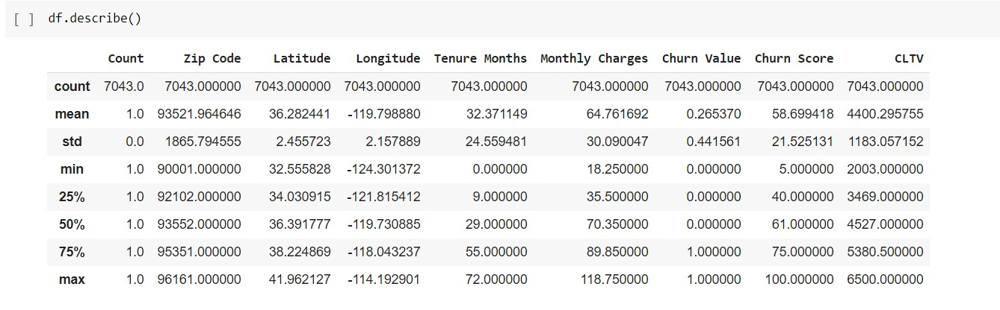 [ ] df.describe()
Count Zip Code Latitude Longitude Tenure Months Monthly Charges Churn Value Churn Score CLTV
count 7043.0 7043.000000 7043.000000 7043.000000 7043.000000 7043.000000 7043.000000 7043.000000 7043.000000
mean 1.0 93521.964646 36.282441 -119.798880 32.371149 64.761692 0.265370 58.699418 4400.295755
std 0.0 1865.794555 2.455723 2.157889 24.559481 30.090047 0.441561 21.525131 1183.057152
min 1.0 90001.000000 32.555828 -124.301372 0.000000 18.250000 0.000000 5.000000 2003.000000
25% 1.0 92102.000000 34.030915 -121.815412 9.000000 35.500000 0.000000 40.000000 3469.000000
50% 1.0 93552.000000 36.391777 -119.730885 29.000000 70.350000 0.000000 61.000000 4527.000000
75% 1.0 95351.000000 38.224869 -118.043237 55.000000 89.850000 1.000000 75.000000 5380.500000
max 1.0 96161.000000 41.962127 -114.192901 72.000000 118.750000 1.000000 100.000000 6500.000000